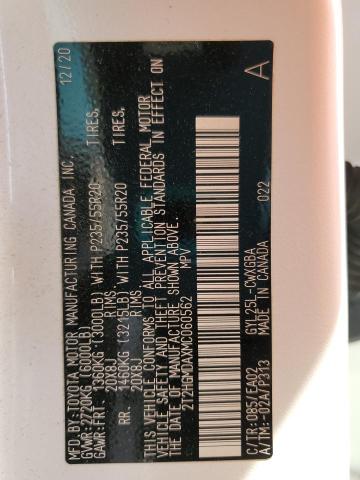 MFD. BY:TOYOTA MOTOR MANUFACTURING CANADA, INC. 12/20
GVWR: 2720KG(6000LB)
GAWR:F/ 1360KG(3000LB) WITH P235/55R20 TIRES.
20X8J RIMS
RR. 1460KG(3215LB) WITH P235/55R20 TIRES.
20X8J RIMS
THIS VEHICLE CONFORMS TO ALL APPLICABLE FEDERAL MOTOR
VEHICLE SAFETY AND THEFT PREVENTION STANDARDS IN EFFECT ON
THE DATE OF MANUFACTURE SHOWN ABOVE.
2T2HGMDAXMC060562 MPV
022 A
C/TR:085/EA02 GYL25L-CWXGBA
A/TM:-02A/P313 MADE IN CANADA